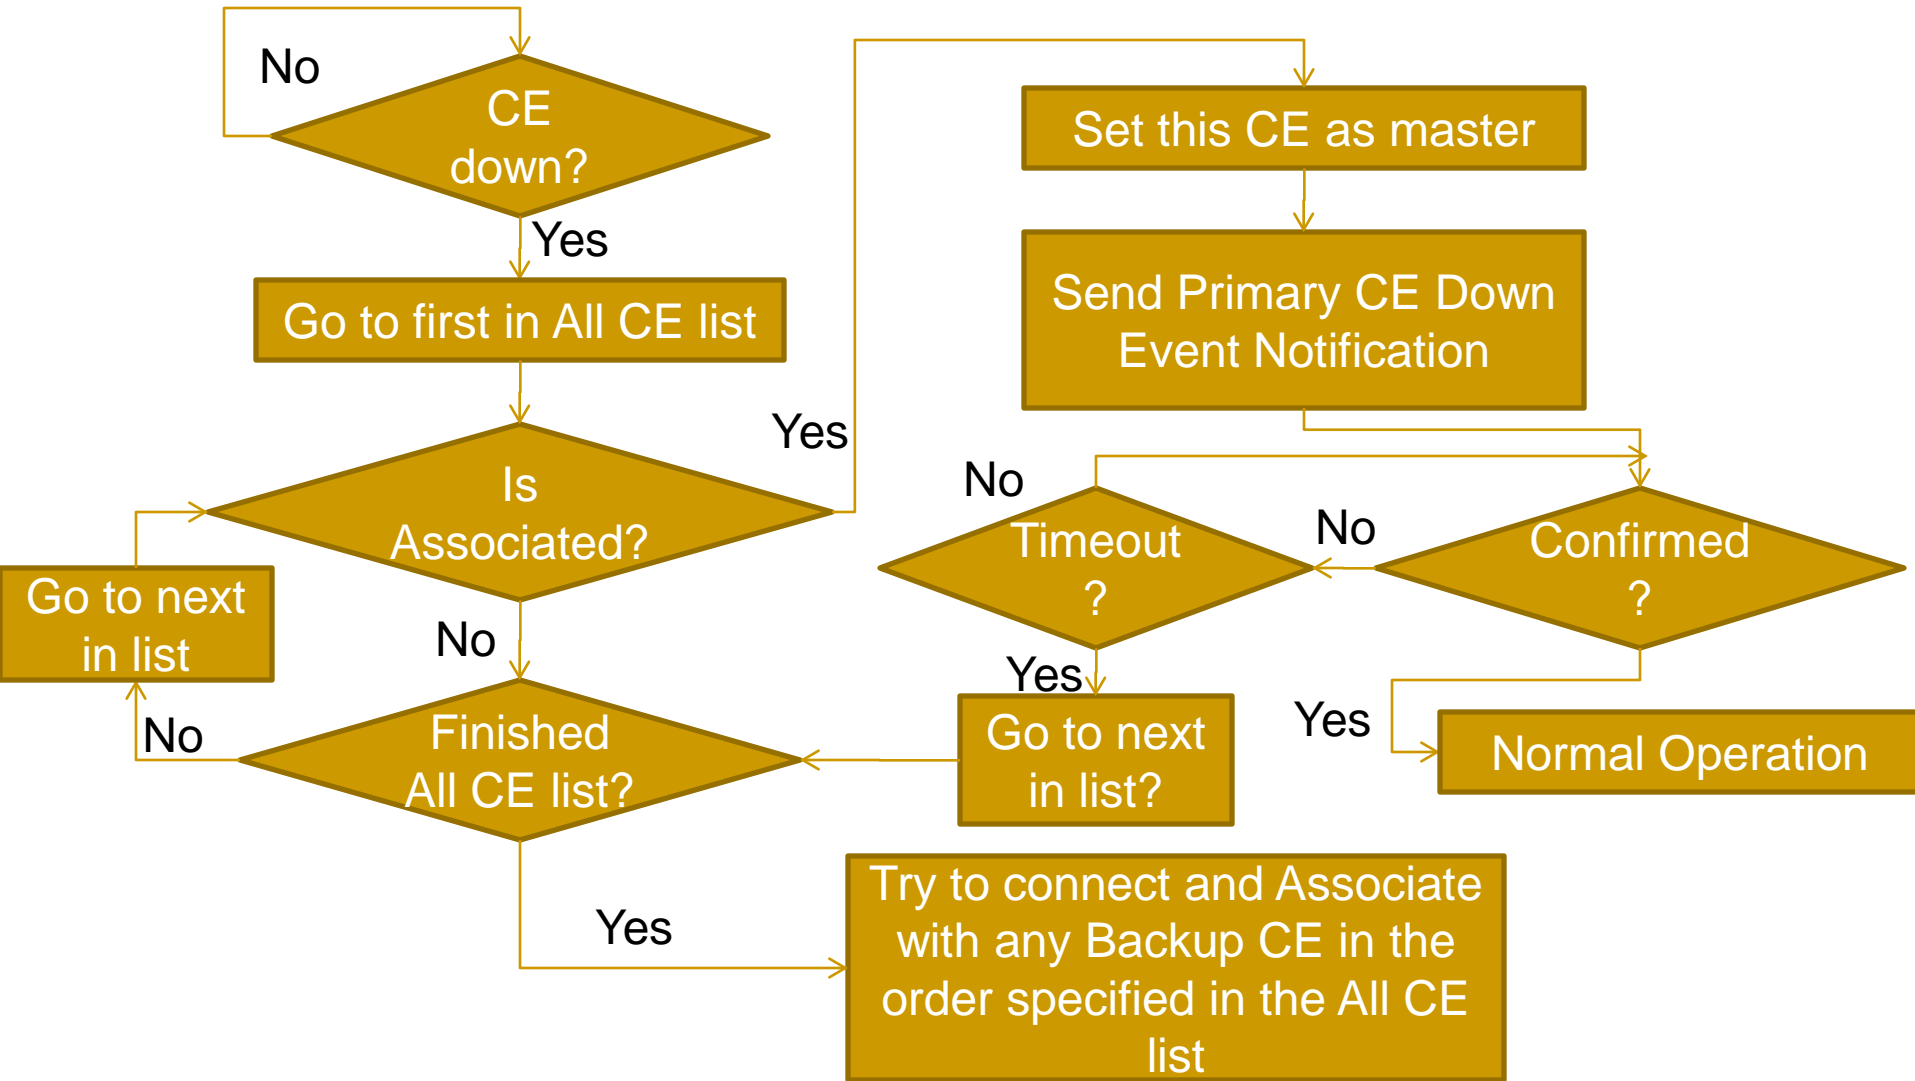 No
CE
down?
Yes
Go to first in All CE list
Is
Associated?
Yes
Go to next
in list
No
Finished
All CE list?
No
Yes
Set this CE as master
Send Primary CE Down
Event Notification
No
Timeout
?
No
Confirmed
?
Yes
Go to next
in list?
Yes
Normal Operation
Try to connect and Associate
with any Backup CE in the
order specified in the All CE
list